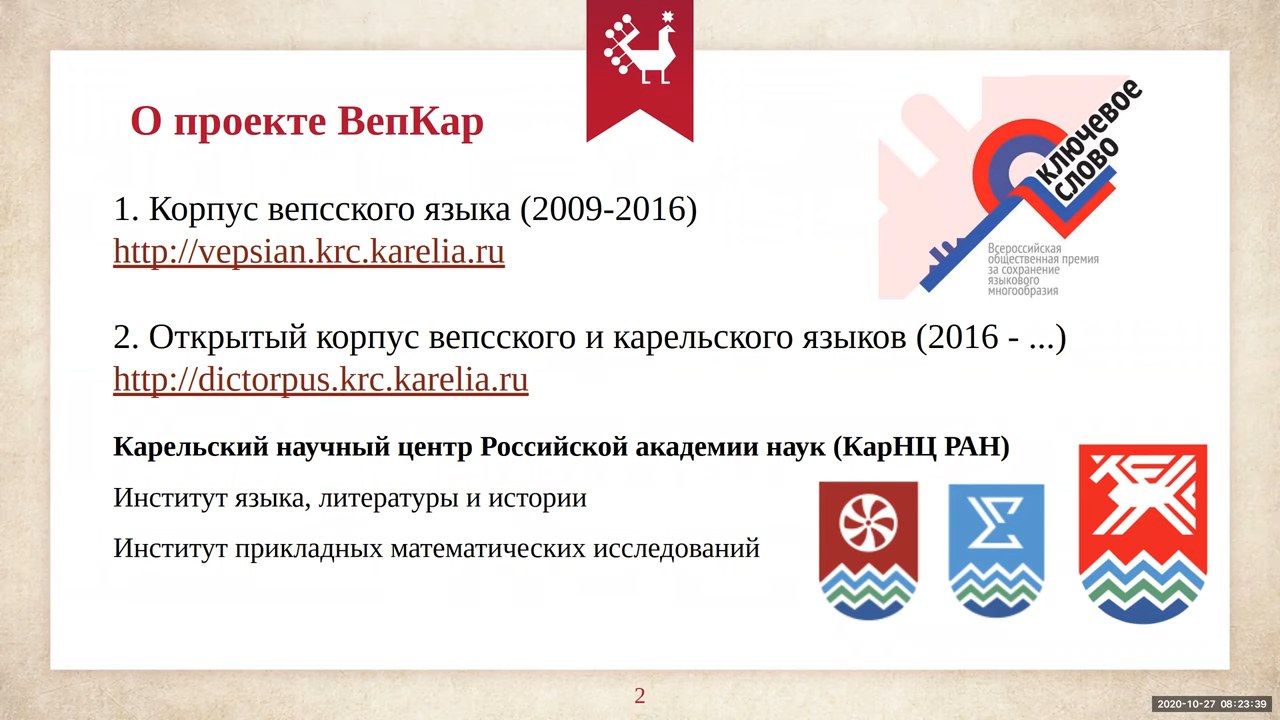 О проекте ВепКар
КЛЮЧЕВОЕ
СЛОВО
Всероссийская
общественная премия
за сохранение
языкового
многообразия
1. Корпус вепсского языка (2009-2016)
http://vepsian.krc.karelia.ru
2. Открытый корпус вепсского и карельского языков (2016 - ...)
http://dictorpus.krc.karelia.ru
Карельский научный центр Российской академии наук (КарНЦ РАН)
Институт языка, литературы и истории
Институт прикладных математических исследований
2
2020-10-27 08:23:39